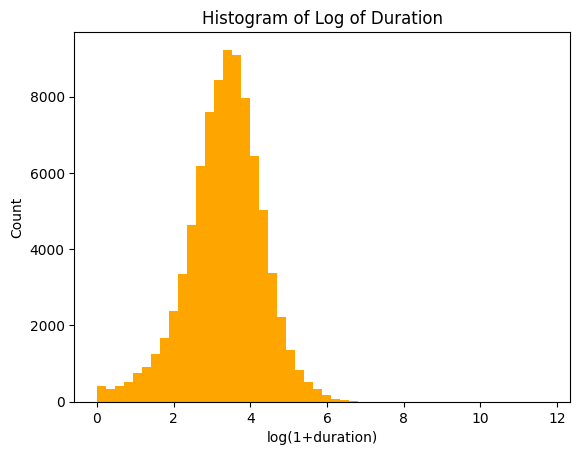 Histogram of Log of Duration
Count
8000
6000
4000
2000
0
0 2 4 6 8 10 12
log(1+duration)